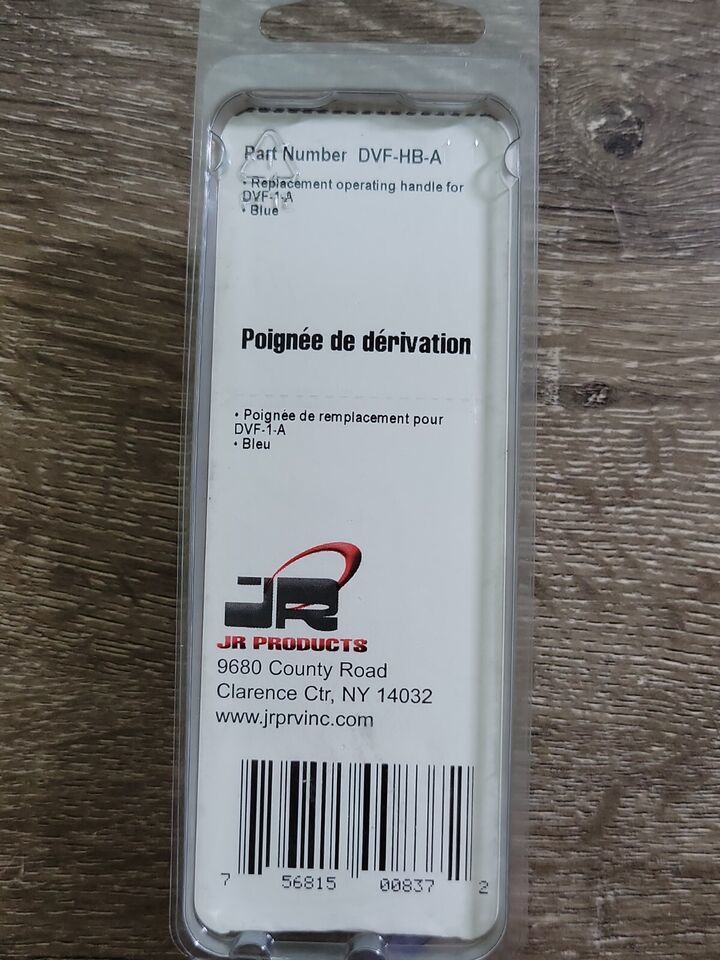 Part Number DVF-HB-A
• Replacement operating handle for
DVF-1-A
• Blue
Poignée de dérivation
• Poignée de remplacement pour
DVF-1-A
• Bleu
JR
JR PRODUCTS
9680 County Road
Clarence Ctr, NY 14032
www.jrprvinc.com
7 56815 00837 2